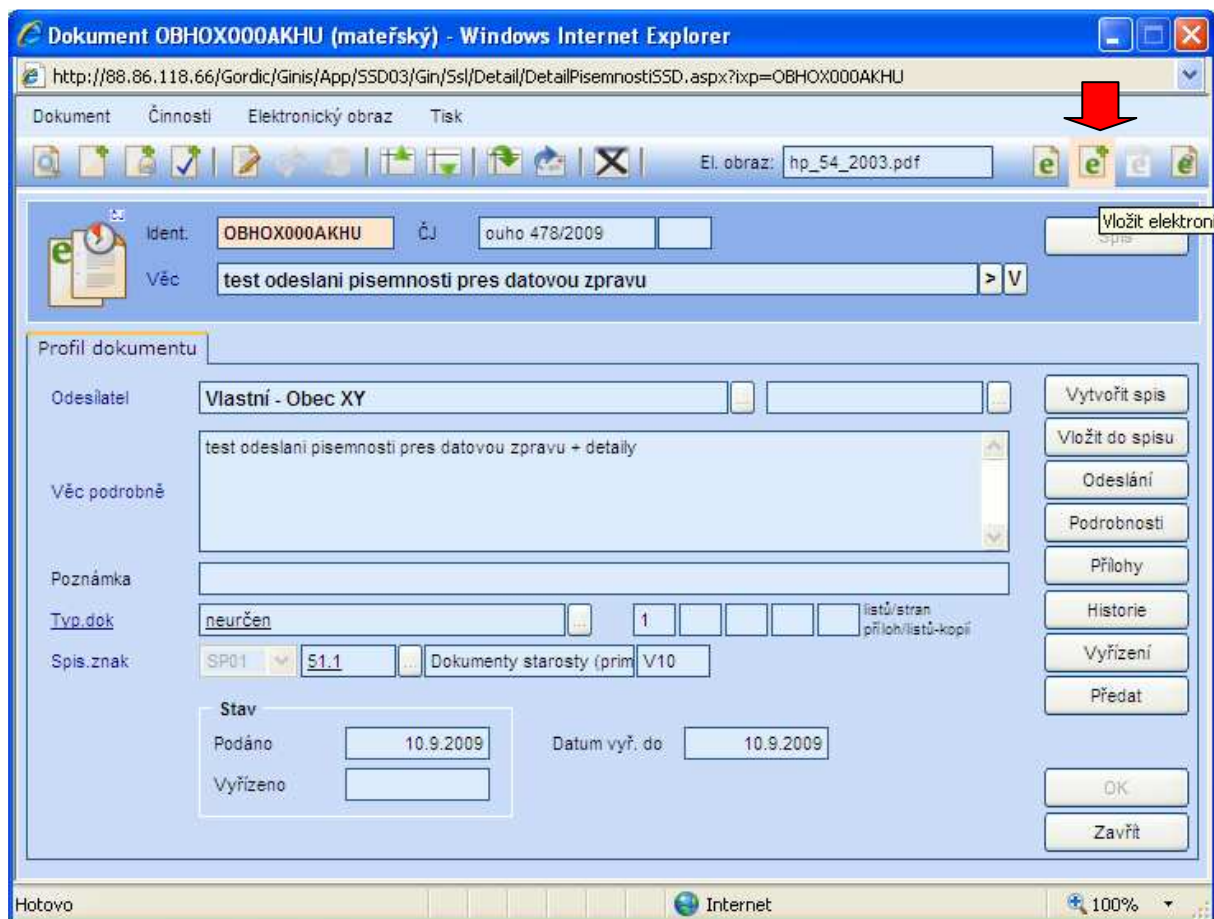 Dokument OBHOX000AKHU (mateřský) - Windows Internet Explorer
http://88.86.118.66/Gordic/Ginis/App/SSD03/Gin/Ssl/Detail/DetailPisemnostiSSD.aspx?ixp=OBHOX000AKHU
Dokument Činnosti Elektronický obraz Tisk
El. obraz: hp_54_2003.pdf
Vložit elektroni
ČJ
Ident. OBHOX000AKHU ČJ ouho 478/2009 Spis
Věc test odeslani pisemnosti pres datovou zpravu > V
Profil dokumentu
Odesílatel Vlastní - Obec XY ... ... Vytvořit spis
Věc podrobně test odeslani pisemnosti pres datovou zpravu + detaily Vložit do spisu
Odeslání
Podrobnosti
Přílohy
Poznámka
Typ.dok neurčen ... 1 listů/stran Historie
příloh/listů-kopií
Spis.znak SP01 51.1 ... Dokumenty starosty (prim V10 Vyřízení
Předat
Stav
Podáno 10.9.2009 Datum vyř. do 10.9.2009
Vyřízeno
OK
Zavřít
Hotovo Internet 100%